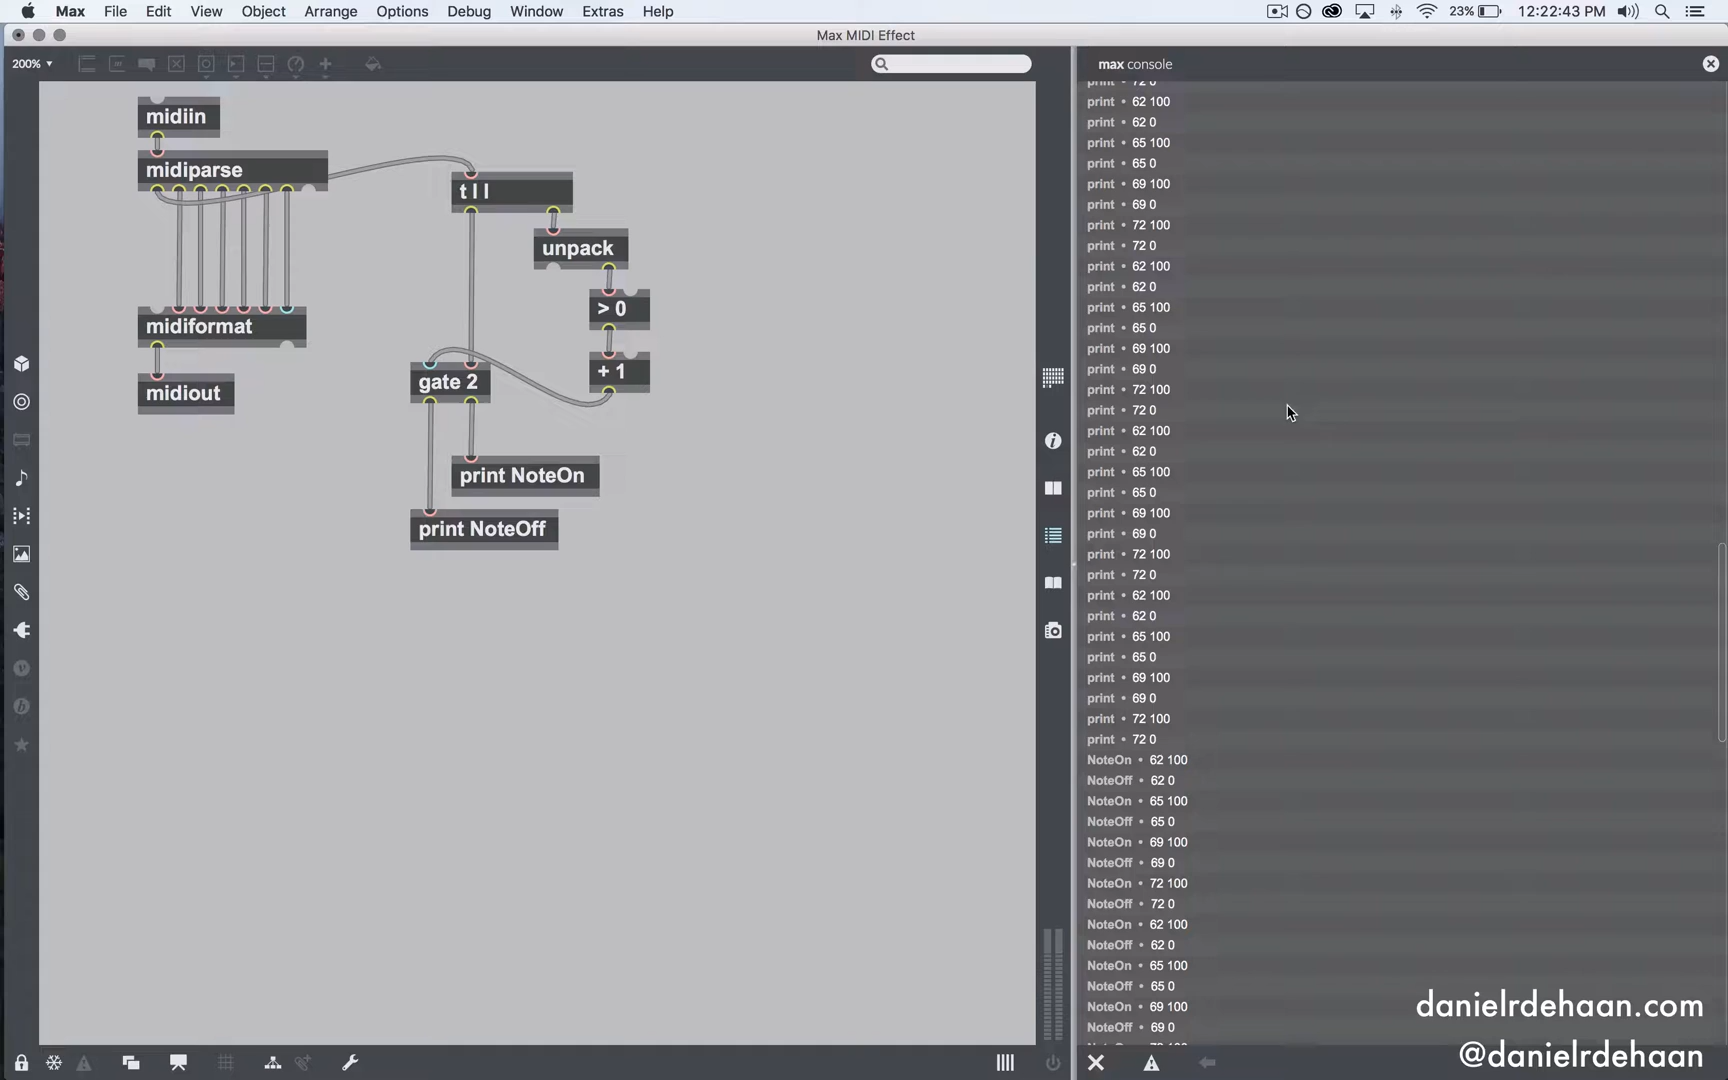 Max File Edit View Object Arrange Options Debug Window Extras Help 23% 12:22:43 PM
Max MIDI Effect
200%
max console
midiin
midiparse
t l l
unpack
> 0
+ 1
gate 2
midiformat
midiout
print NoteOn
print NoteOff
print • 72 0
print • 62 100
print • 62 0
print • 65 100
print • 65 0
print • 69 100
print • 69 0
print • 72 100
print • 72 0
print • 62 100
print • 62 0
print • 65 100
print • 65 0
print • 69 100
print • 69 0
print • 72 100
print • 72 0
print • 62 100
print • 62 0
print • 65 100
print • 65 0
print • 69 100
print • 69 0
print • 72 100
print • 72 0
print • 62 100
print • 62 0
print • 65 100
print • 65 0
print • 69 100
print • 69 0
print • 72 100
print • 72 0
NoteOn • 62 100
NoteOff • 62 0
NoteOn • 65 100
NoteOff • 65 0
NoteOn • 69 100
NoteOff • 69 0
NoteOn • 72 100
NoteOff • 72 0
NoteOn • 62 100
NoteOff • 62 0
NoteOn • 65 100
NoteOff • 65 0
NoteOn • 69 100
NoteOff • 69 0
danielrdehaan.com
@danielrdehaan